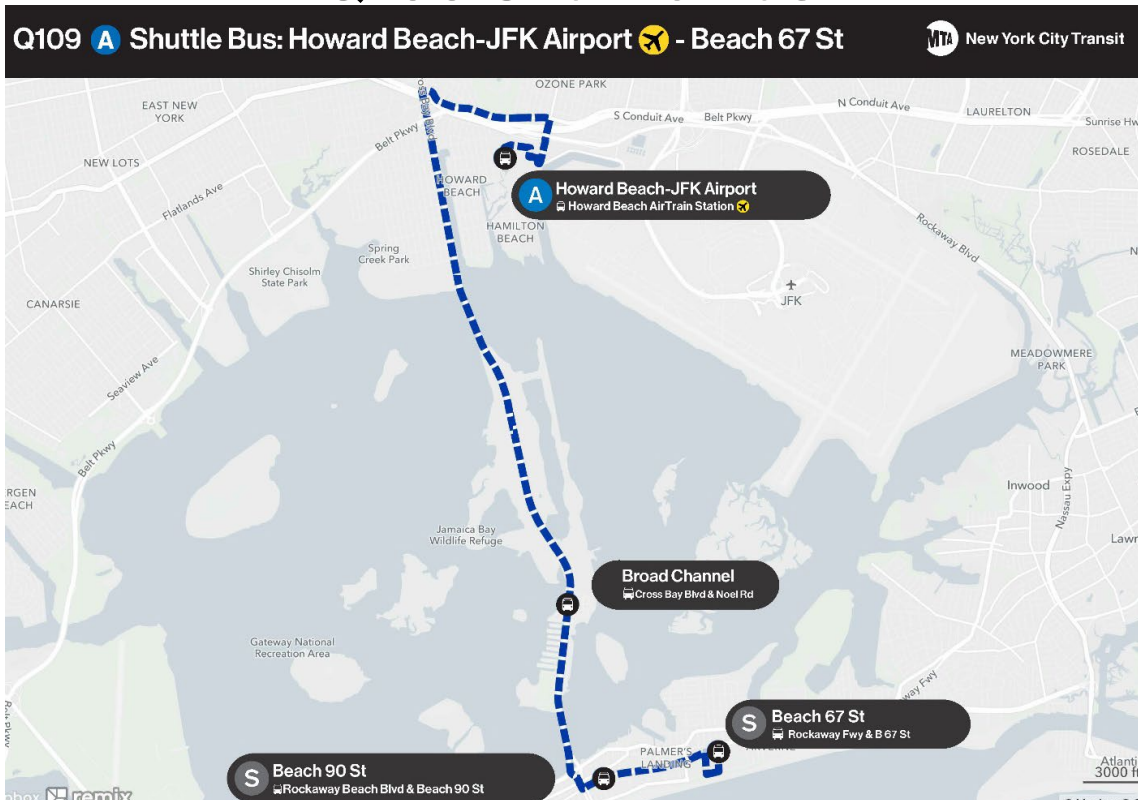 Q109 A Shuttle Bus: Howard Beach-JFK Airport - Beach 67 St
MTA New York City Transit
OZONE PARK
EAST NEW
YORK
N Conduit Ave
LAURELTON
S Conduit Ave
Belt Pkwy
Sunrise Hw
Belt Pkwy
ROSEDALE
NEW LOTS
HOWARD
BEACH
A Howard Beach-JFK Airport
Howard Beach AirTrain Station
Flatlands Ave
HAMILTON
BEACH
Rockaway Blvd
Spring
Creek Park
Shirley Chisolm
State Park
JFK
CANARSIE
MEADOWMERE
PARK
Seaview Ave
Belt Pkwy
RGEN
EACH
Inwood
Nassau Expy
Jamaica Bay
Wildlife Refuge
Lawr
Broad Channel
Cross Bay Blvd & Noel Rd
Gateway National
Recreation Area
way Fwy
S Beach 67 St
Rockaway Fwy & B 67 St
PALMER'S
LANDING
S Beach 90 St
Rockaway Beach Blvd & Beach 90 St
Atlanti
3000 ft
remix